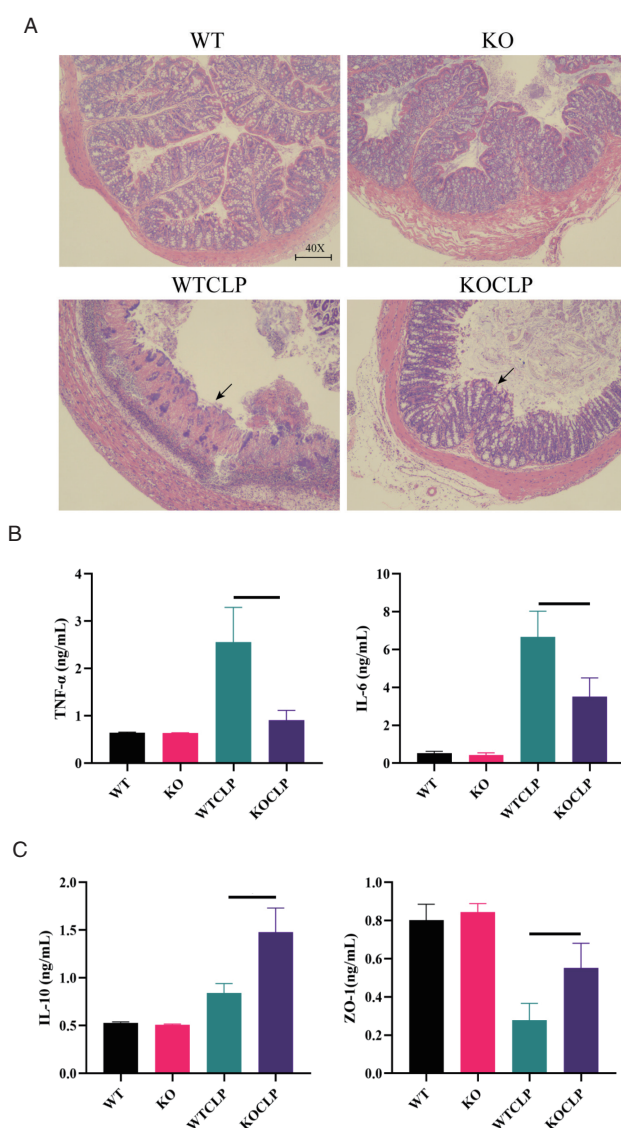 A
WT
KO
40X
WTCLP
KOCLP
B
TNF-α (ng/mL)
4
3
2
1
0
WT
KO
WTCLP
KOCLP
IL-6 (ng/mL)
10
8
6
4
2
0
WT
KO
WTCLP
KOCLP
C
IL-10 (ng/mL)
2.0
1.5
1.0
0.5
0.0
WT
KO
WTCLP
KOCLP
ZO-1(ng/mL)
1.0
0.8
0.6
0.4
0.2
0.0
WT
KO
WTCLP
KOCLP